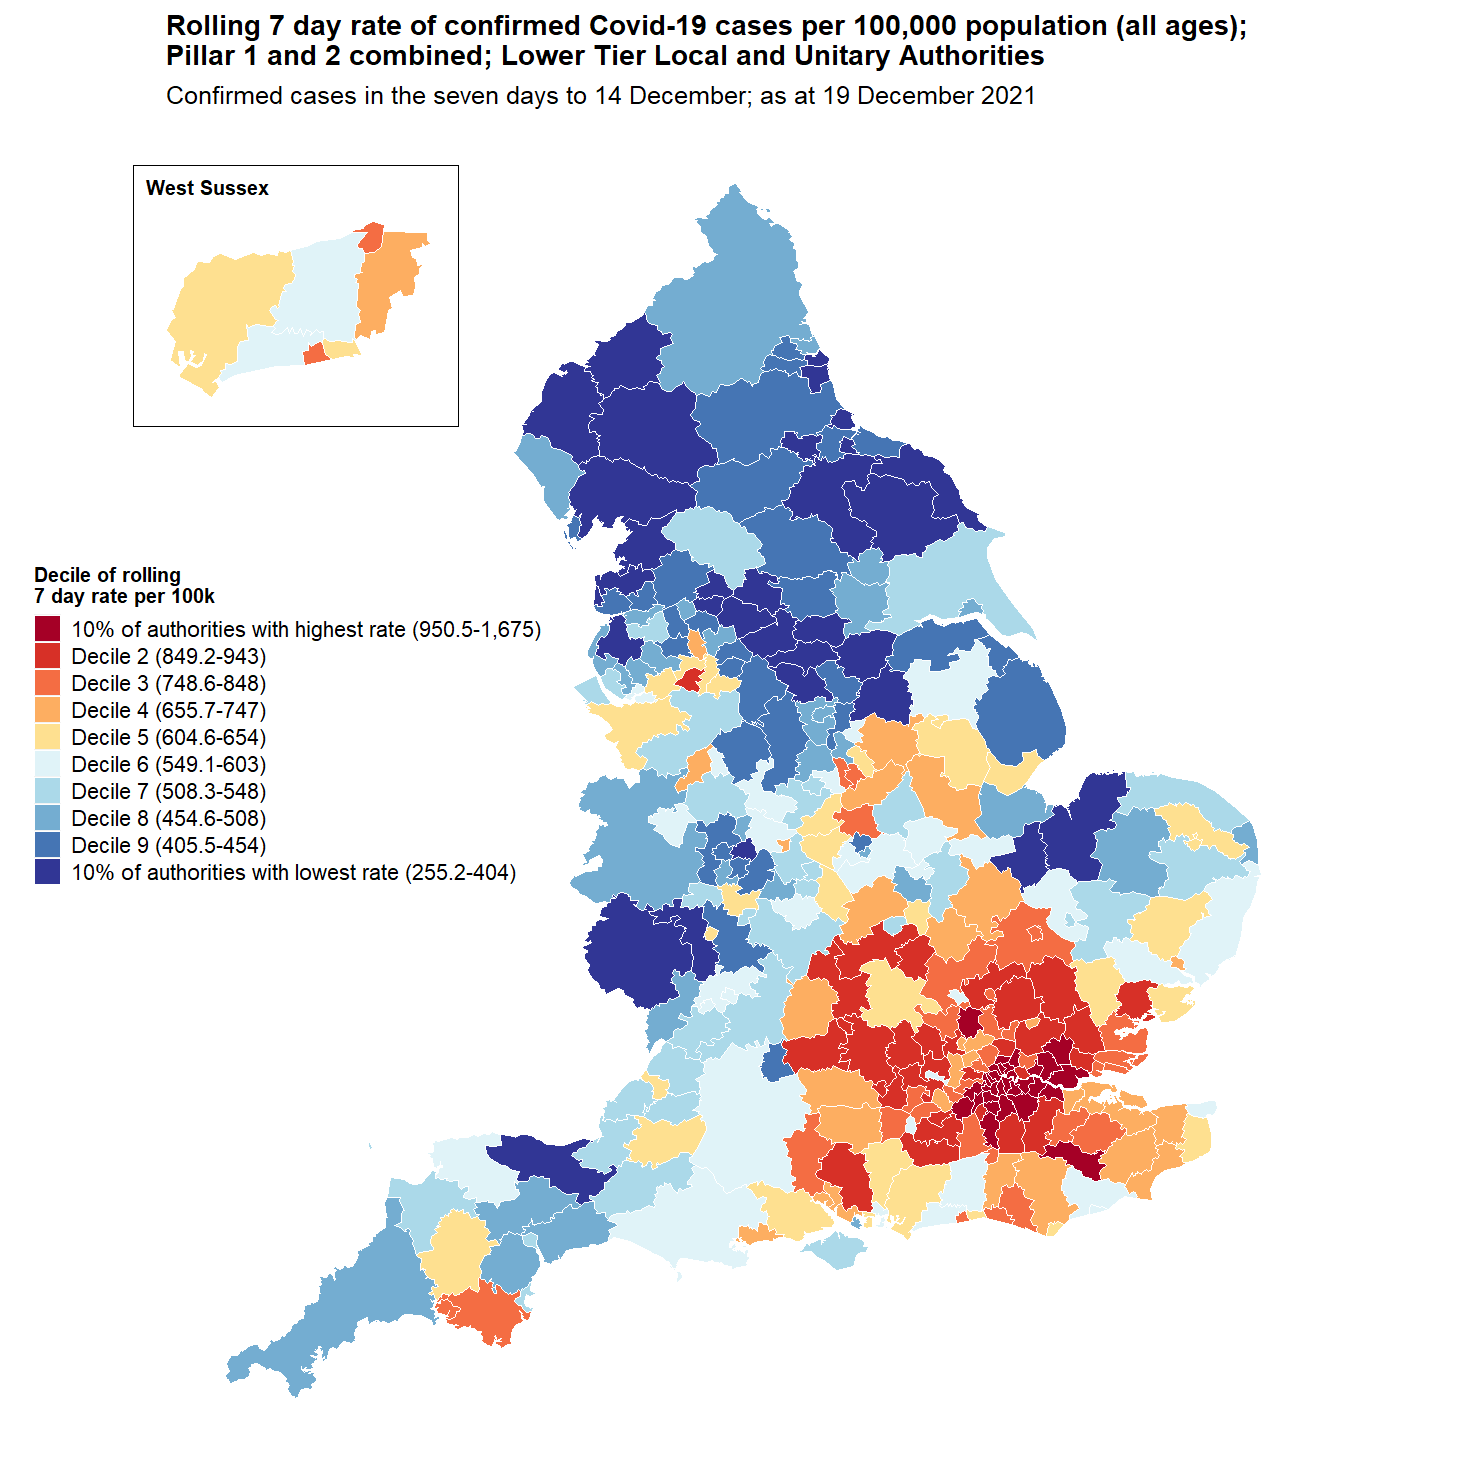 Rolling 7 day rate of confirmed Covid-19 cases per 100,000 population (all ages);
Pillar 1 and 2 combined; Lower Tier Local and Unitary Authorities
Confirmed cases in the seven days to 14 December; as at 19 December 2021
West Sussex
Decile of rolling
7 day rate per 100k
10% of authorities with highest rate (950.5-1,675)
Decile 2 (849.2-943)
Decile 3 (748.6-848)
Decile 4 (655.7-747)
Decile 5 (604.6-654)
Decile 6 (549.1-603)
Decile 7 (508.3-548)
Decile 8 (454.6-508)
Decile 9 (405.5-454)
10% of authorities with lowest rate (255.2-404)